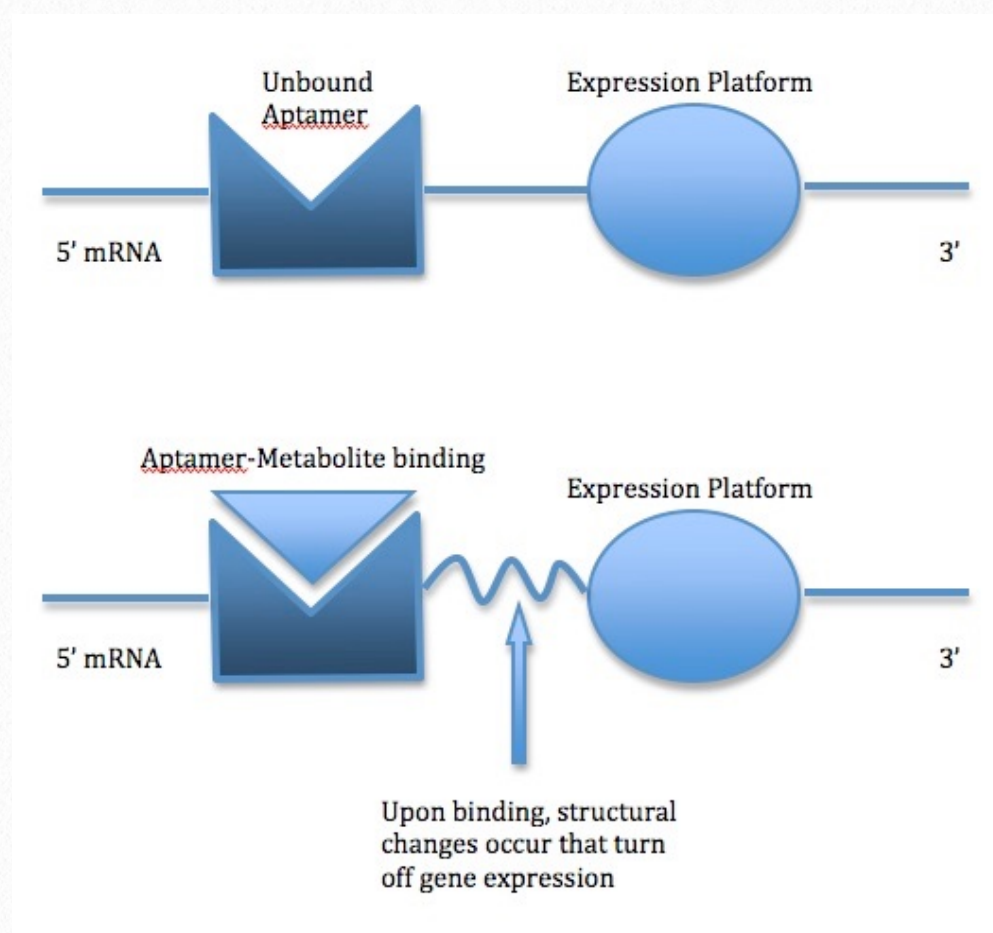 Unbound
Aptamer
Expression Platform
5’ mRNA
3’
Aptamer-Metabolite binding
Expression Platform
5’ mRNA
3’
Upon binding, structural
changes occur that turn
off gene expression